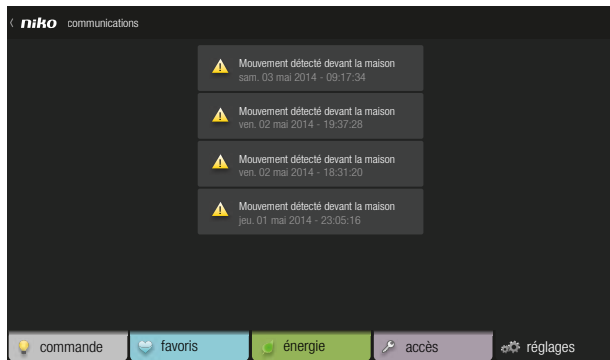 niko communications
Mouvement détecté devant la maison
sam. 03 mai 2014 - 09:17:34
Mouvement détecté devant la maison
ven. 02 mai 2014 - 19:37:28
Mouvement détecté devant la maison
ven. 02 mai 2014 - 18:31:20
Mouvement détecté devant la maison
jeu. 01 mai 2014 - 23:05:16
commande favoris énergie accès réglages